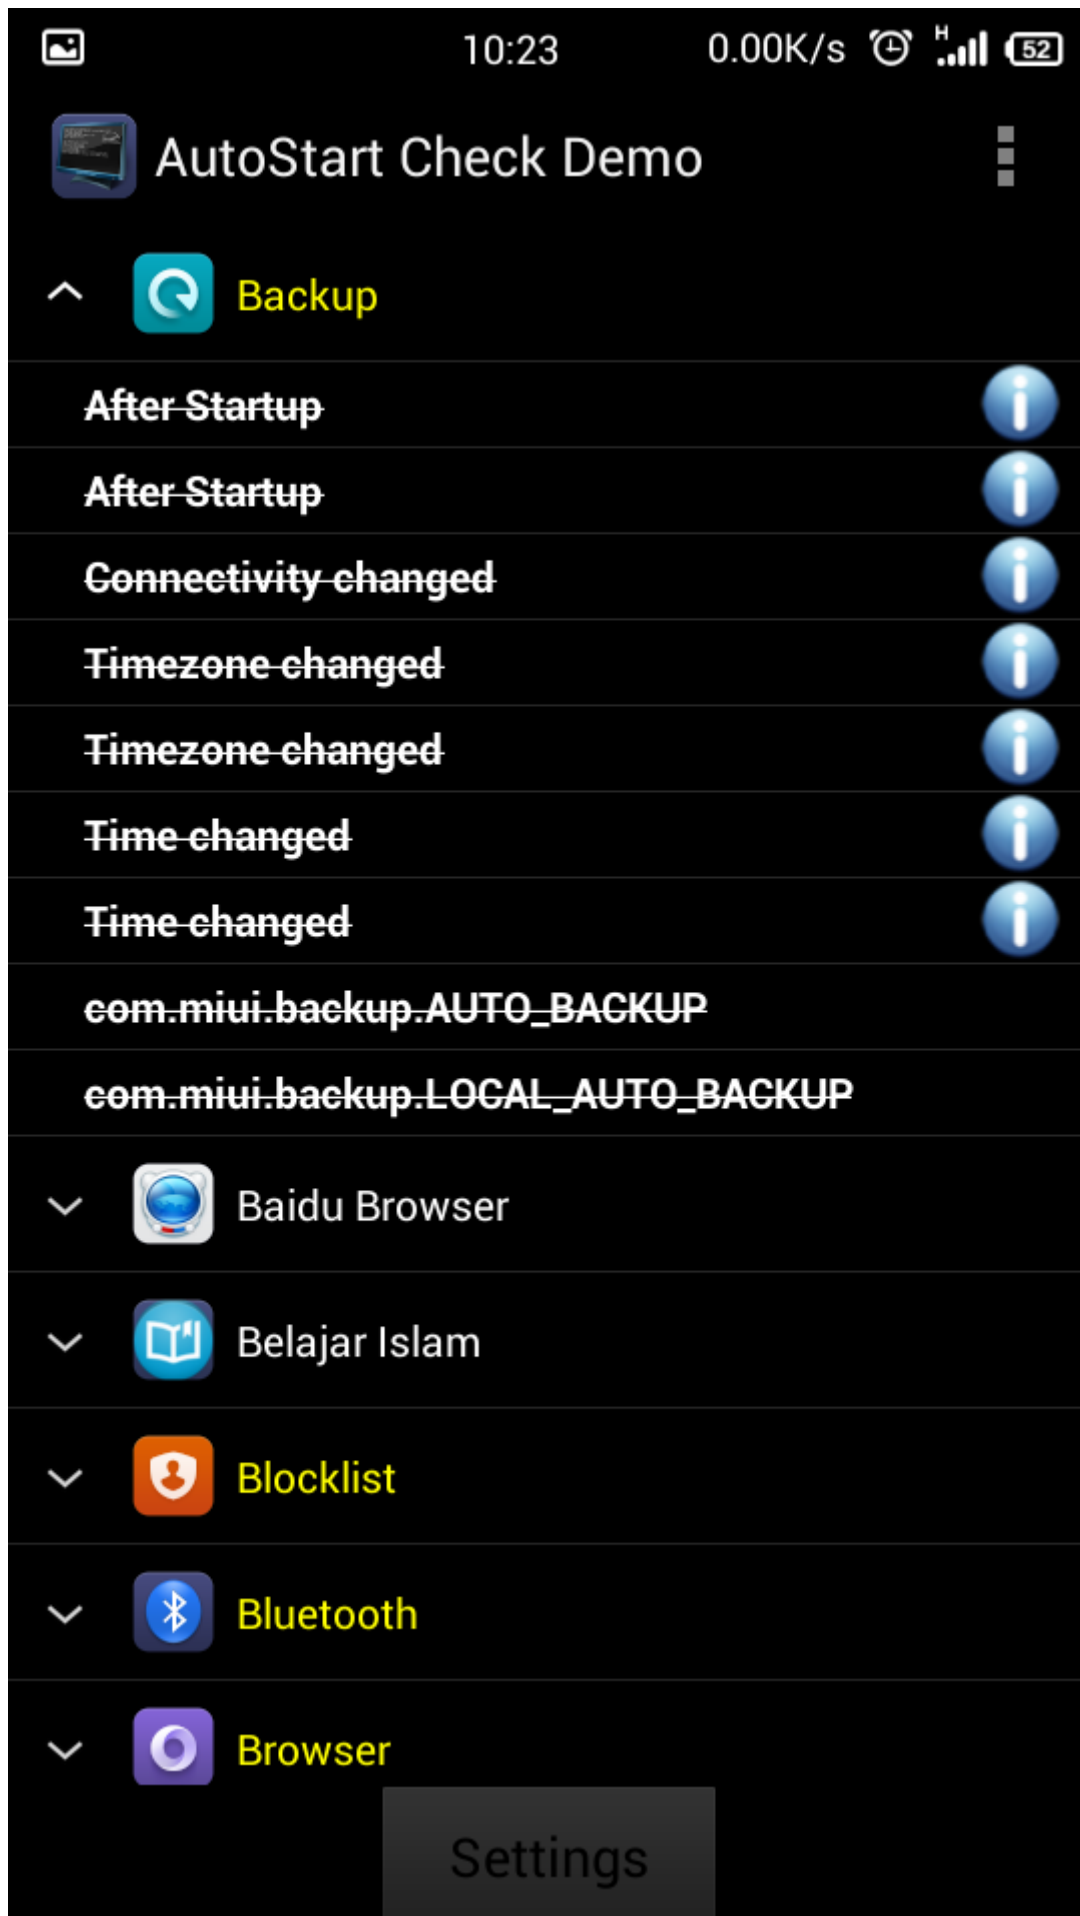 10:23 0.00K/s H 52
AutoStart Check Demo
Backup
After Startup
After Startup
Connectivity changed
Timezone changed
Timezone changed
Time changed
Time changed
com.miui.backup.AUTO_BACKUP
com.miui.backup.LOCAL_AUTO_BACKUP
Baidu Browser
Belajar Islam
Blocklist
Bluetooth
Browser
Settings